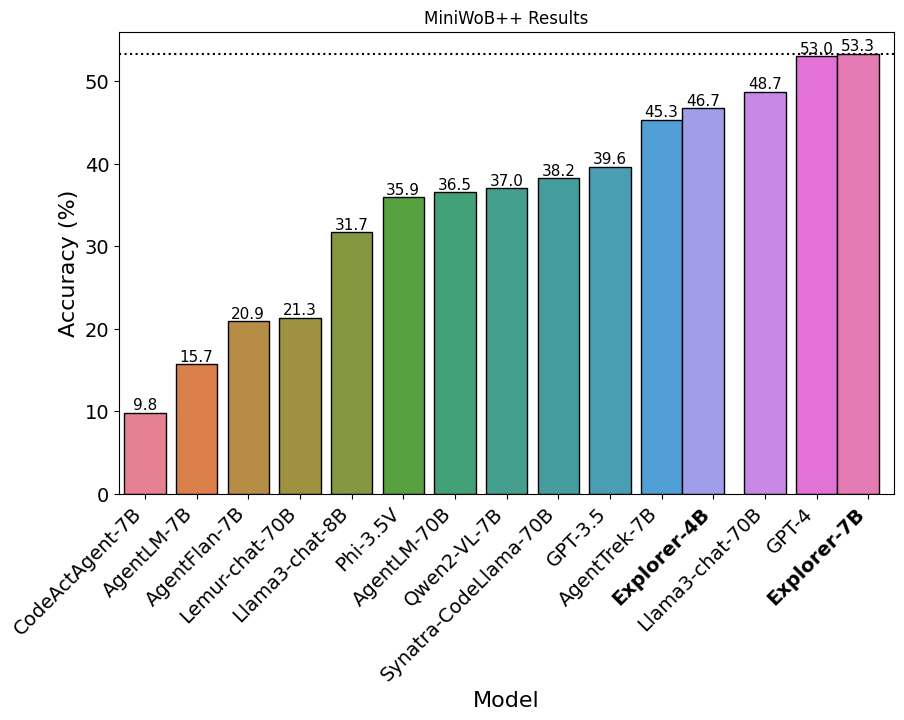 MiniWoB++ Results
Accuracy (%)
50
40
30
20
10
0
9.8
15.7
20.9
21.3
31.7
35.9
36.5
37.0
38.2
39.6
45.3
46.7
48.7
53.0
53.3
CodeActAgent-7B
AgentLM-7B
AgentFlan-7B
Lemur-chat-70B
Llama3-chat-8B
Phi-3.5V
AgentLM-70B
Qwen2-VL-7B
Synatra-CodeLlama-70B
GPT-3.5
AgentTrek-7B
Explorer-4B
Llama3-chat-70B
GPT-4
Explorer-7B
Model